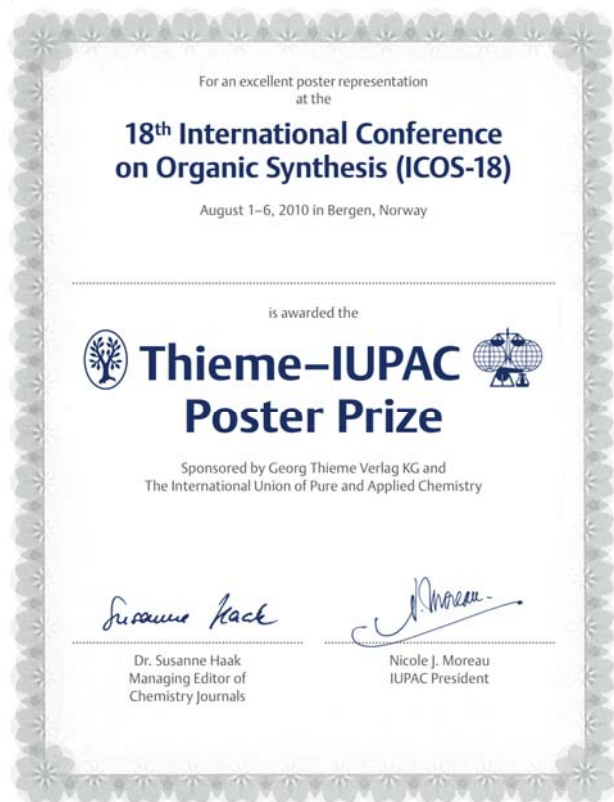 For an excellent poster representation
at the
18th International Conference
on Organic Synthesis (ICOS-18)
August 1–6, 2010 in Bergen, Norway
is awarded the
Thieme–IUPAC
Poster Prize
Sponsored by Georg Thieme Verlag KG and
The International Union of Pure and Applied Chemistry
Susanne Haak
N. Moreau
Dr. Susanne Haak
Managing Editor of
Chemistry Journals
Nicole J. Moreau
IUPAC President